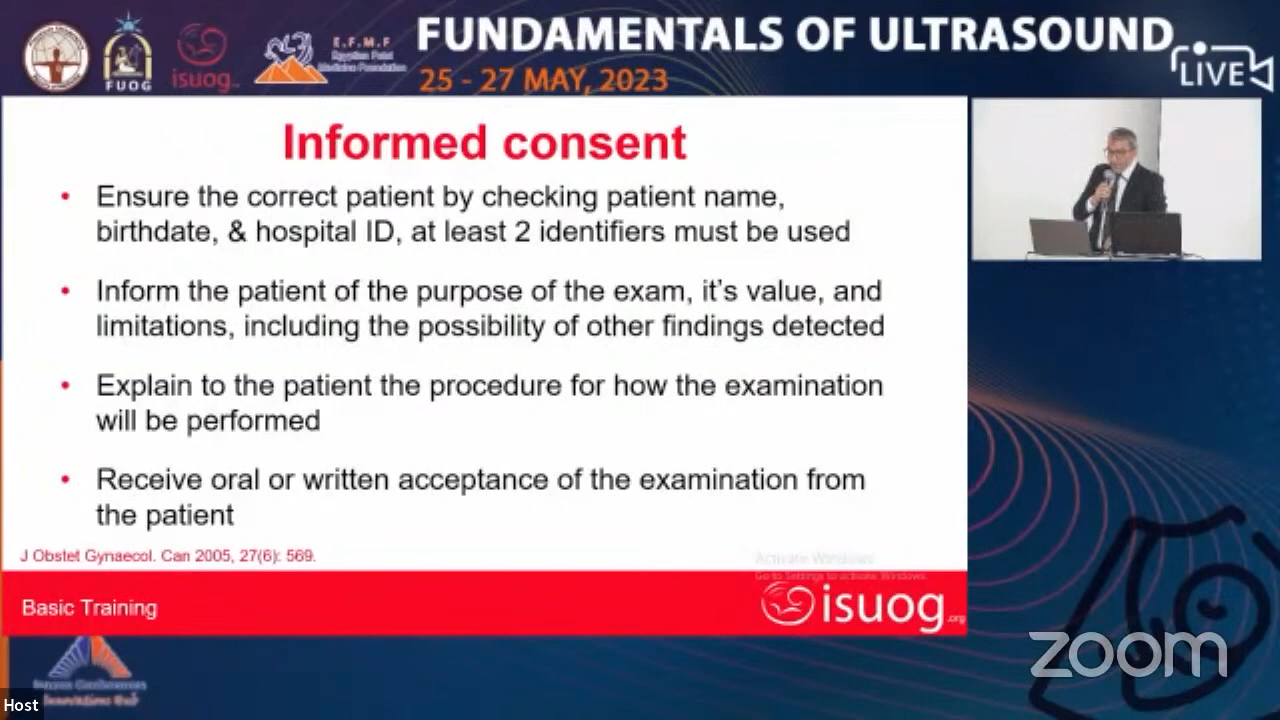 FUNDAMENTALS OF ULTRASOUND
25 - 27 MAY, 2023
LIVE
FUOG
isuog
E.F.M.F
Egyptian Fetal
Medicine Foundation
Informed consent
• Ensure the correct patient by checking patient name,
birthdate, & hospital ID, at least 2 identifiers must be used
• Inform the patient of the purpose of the exam, it's value, and
limitations, including the possibility of other findings detected
• Explain to the patient the procedure for how the examination
will be performed
• Receive oral or written acceptance of the examination from
the patient
J Obstet Gynaecol. Can 2005, 27(6): 569.
Activate Windows
Go to Settings to activate Windows.
Basic Training
isuog.org
zoom
Host